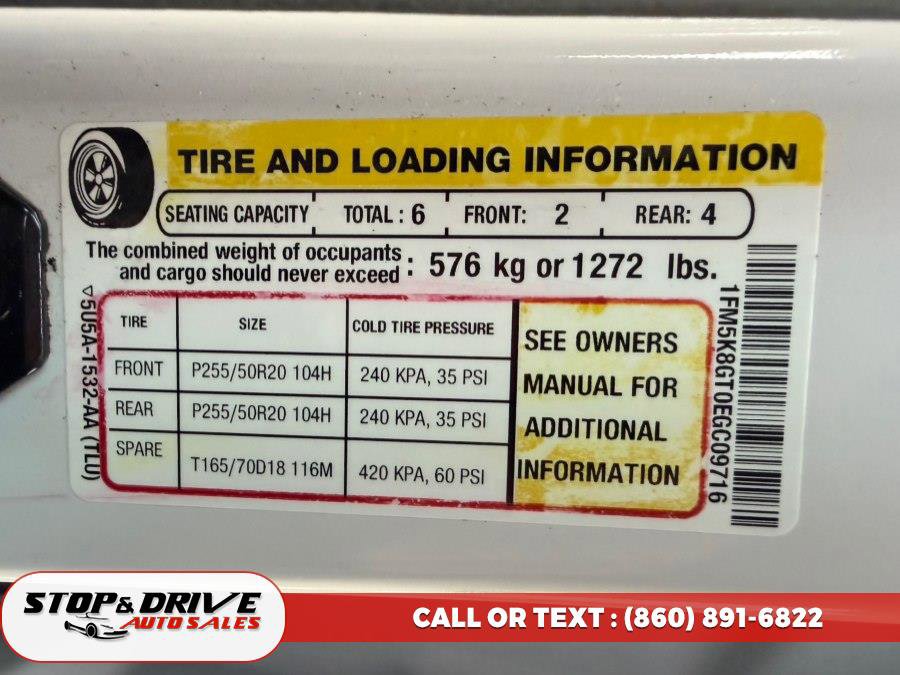 TIRE AND LOADING INFORMATION
SEATING CAPACITY TOTAL : 6 FRONT: 2 REAR: 4
The combined weight of occupants
and cargo should never exceed : 576 kg or 1272 lbs.
TIRE SIZE COLD TIRE PRESSURE
FRONT P255/50R20 104H 240 KPA, 35 PSI
REAR P255/50R20 104H 240 KPA, 35 PSI
SPARE T165/70D18 116M 420 KPA, 60 PSI
SEE OWNERS
MANUAL FOR
ADDITIONAL
INFORMATION
▽5U5A-1532-AA (TLU)
1FM5K8GT0EGC09716
STOP & DRIVE
AUTO SALES
CALL OR TEXT : (860) 891-6822